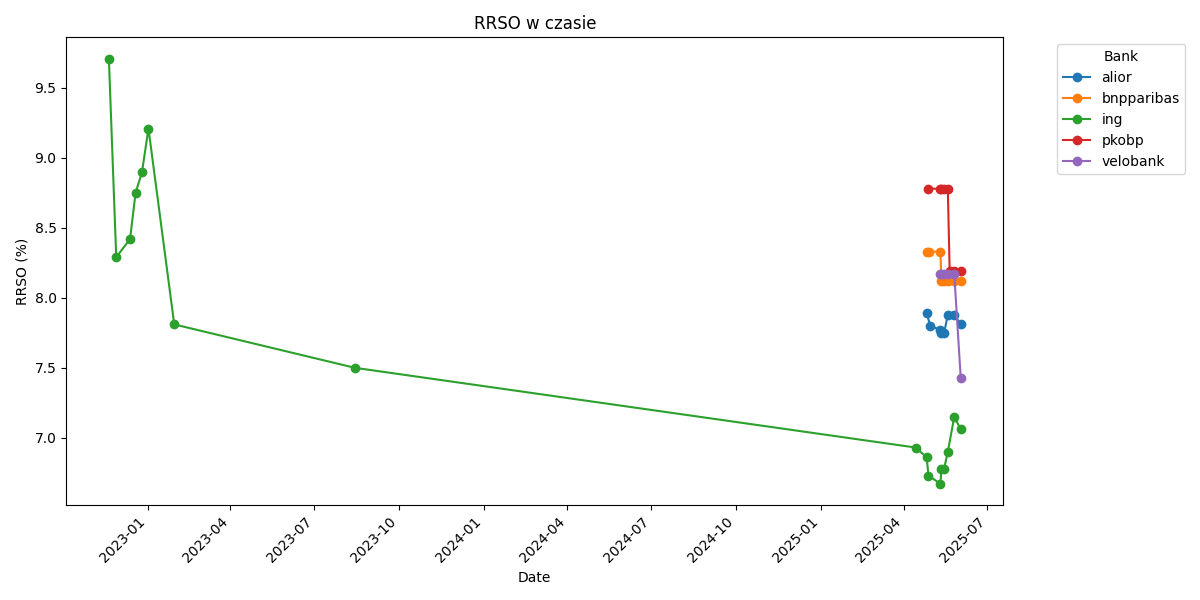 RRSO w czasie
RRSO (%)
9.5
9.0
8.5
8.0
7.5
7.0
2023-01
2023-04
2023-07
2023-10
2024-01
2024-04
2024-07
2024-10
2025-01
2025-04
2025-07
Date
Bank
alior
bnpparibas
ing
pkobp
velobank